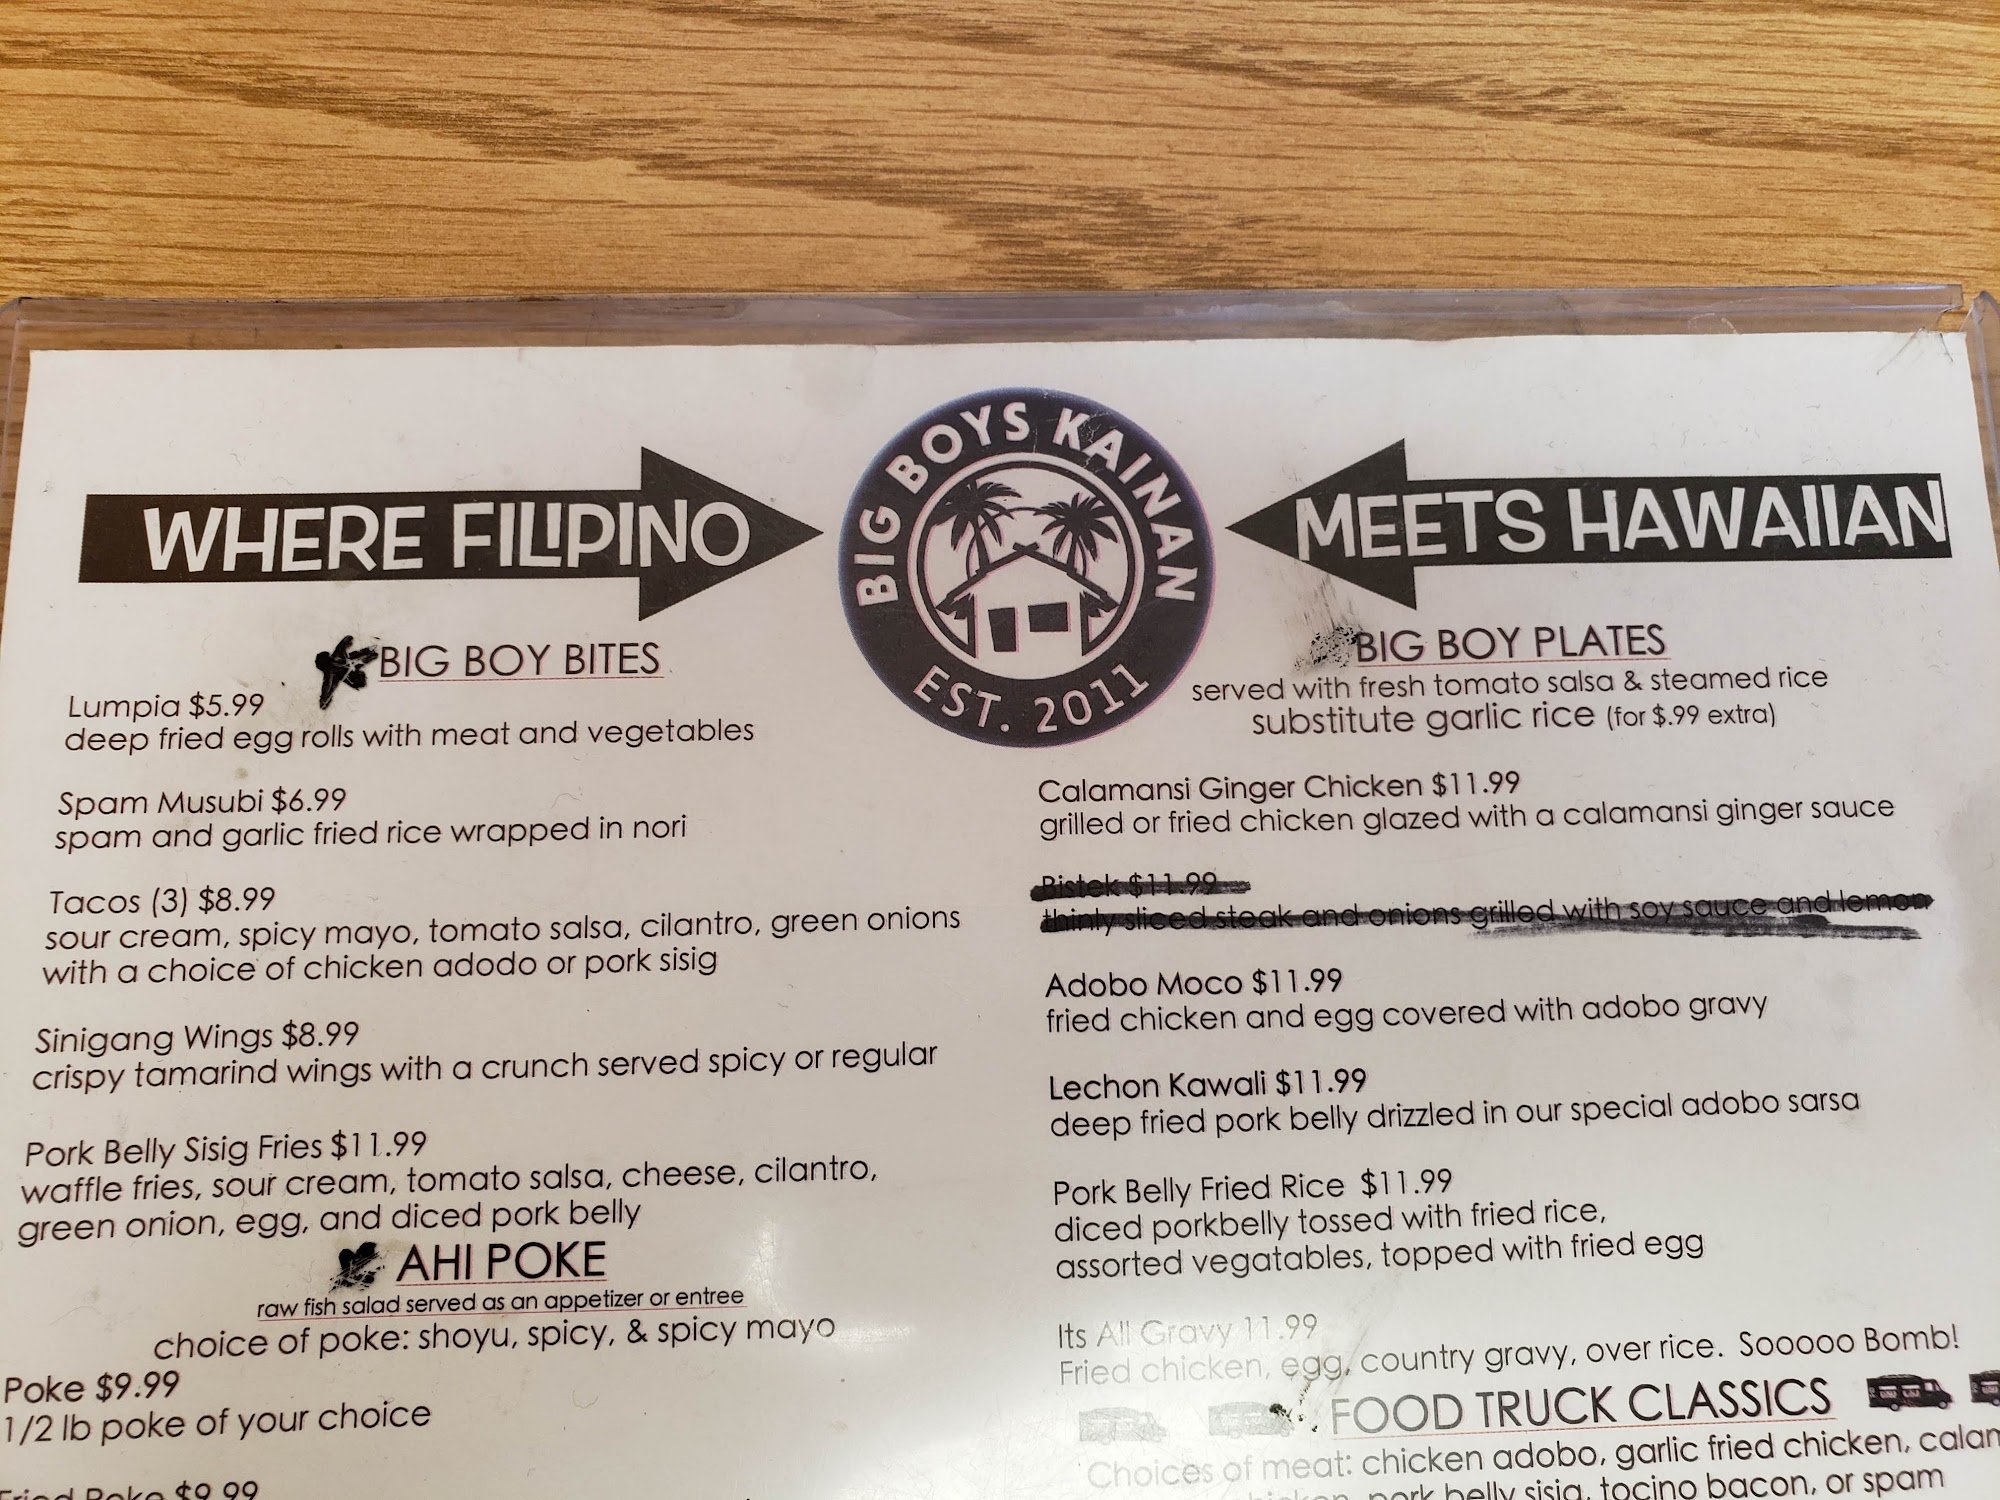 WHERE FILIPINO
BIG BOYS KAINAN
EST. 2011
MEETS HAWAIIAN
BIG BOY BITES
Lumpia $5.99
deep fried egg rolls with meat and vegetables
Spam Musubi $6.99
spam and garlic fried rice wrapped in nori
Tacos (3) $8.99
sour cream, spicy mayo, tomato salsa, cilantro, green onions
with a choice of chicken adodo or pork sisig
Sinigang Wings $8.99
crispy tamarind wings with a crunch served spicy or regular
Pork Belly Sisig Fries $11.99
waffle fries, sour cream, tomato salsa, cheese, cilantro,
green onion, egg, and diced pork belly
AHI POKE
raw fish salad served as an appetizer or entree
choice of poke: shoyu, spicy, & spicy mayo
Poke $9.99
1/2 lb poke of your choice
Fried Poke $9.99
BIG BOY PLATES
served with fresh tomato salsa & steamed rice
substitute garlic rice (for $.99 extra)
Calamansi Ginger Chicken $11.99
grilled or fried chicken glazed with a calamansi ginger sauce
Bistek $11.99
thinly sliced steak and onions grilled with soy sauce and lemon
Adobo Moco $11.99
fried chicken and egg covered with adobo gravy
Lechon Kawali $11.99
deep fried pork belly drizzled in our special adobo sarsa
Pork Belly Fried Rice $11.99
diced porkbelly tossed with fried rice,
assorted vegatables, topped with fried egg
Its All Gravy 11.99
Fried chicken, egg, country gravy, over rice. Sooooo Bomb!
FOOD TRUCK CLASSICS
Choices of meat: chicken adobo, garlic fried chicken, calam
chicken, pork belly sisig, tocino bacon, or spam